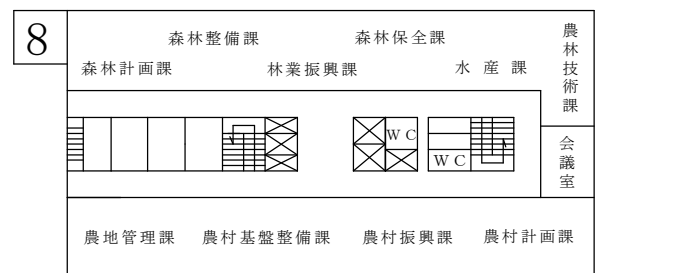 8
森林整備課 森林保全課
森林計画課 林業振興課 水産課
農林技術課
WC
WC
会議室
農地管理課 農村基盤整備課 農村振興課 農村計画課